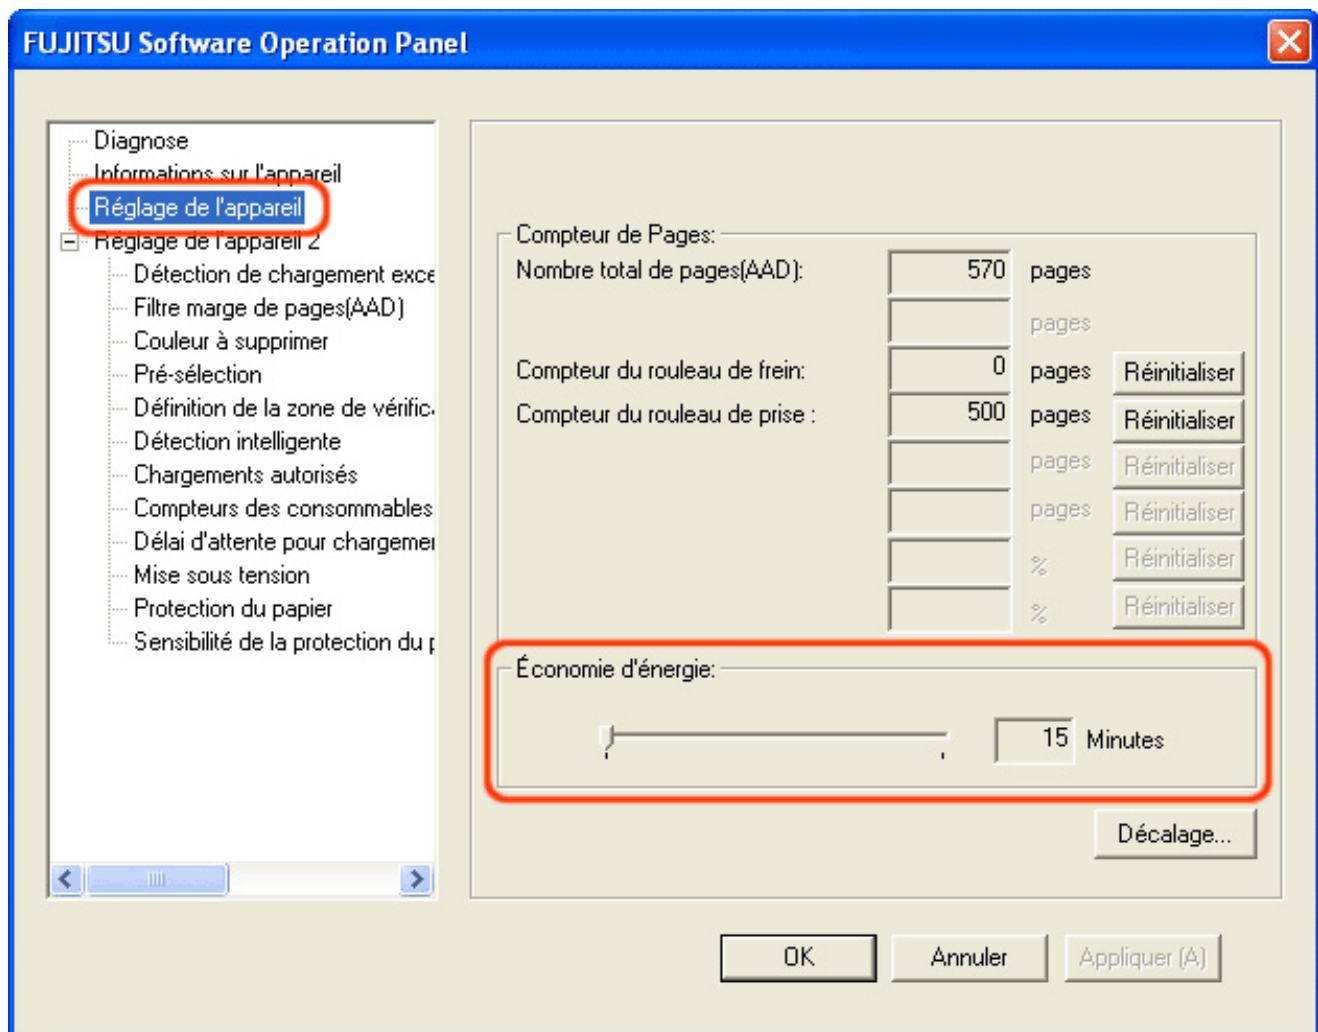 FUJITSU Software Operation Panel
Diagnose
Informations sur l'appareil
Réglage de l'appareil
Réglage de l'appareil 2
Détection de chargement exce
Filtre marge de pages(AAD)
Couleur à supprimer
Pré-sélection
Définition de la zone de vérific
Détection intelligente
Chargements autorisés
Compteurs des consommables
Délai d'attente pour chargemei
Mise sous tension
Protection du papier
Sensibilité de la protection du p
Compteur de Pages:
Nombre total de pages(AAD): 570 pages
pages
Compteur du rouleau de frein: 0 pages Réinitialiser
Compteur du rouleau de prise : 500 pages Réinitialiser
pages Réinitialiser
pages Réinitialiser
% Réinitialiser
% Réinitialiser
Économie d'énergie:
15 Minutes
Décalage...
OK Annuler Appliquer (A)